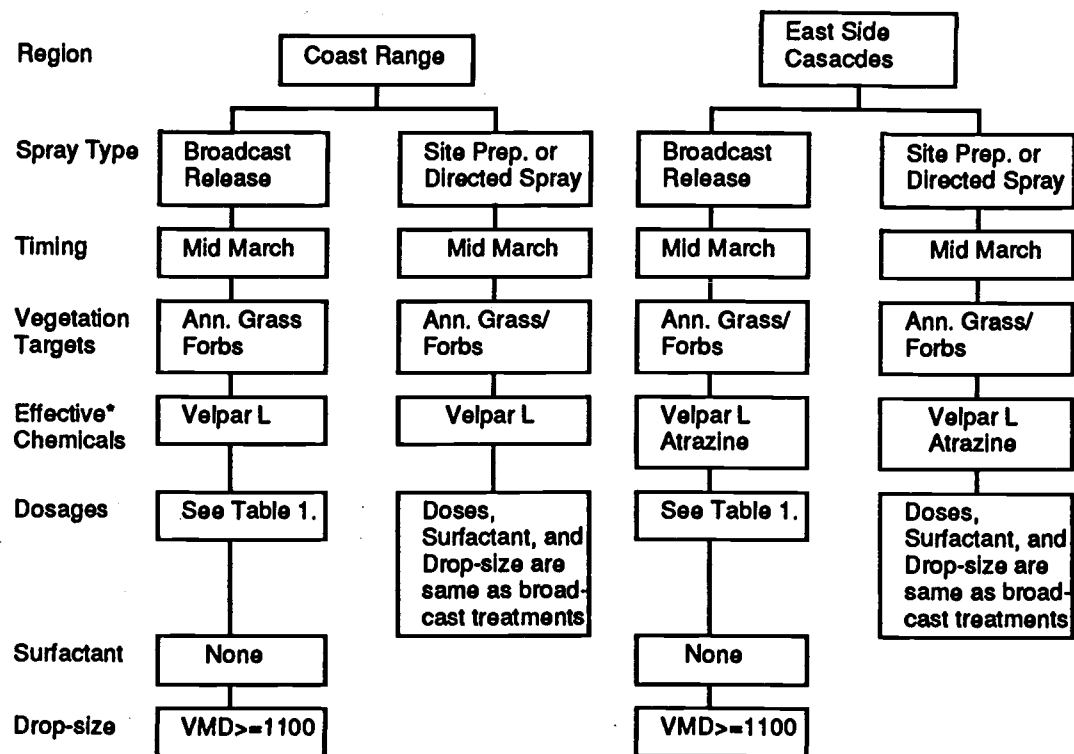 Region
Coast Range
East Side
Casacdes
Spray Type
Broadcast
Release
Site Prep. or
Directed Spray
Broadcast
Release
Site Prep. or
Directed Spray
Timing
Mid March
Mid March
Mid March
Mid March
Vegetation
Targets
Ann. Grass
Forbs
Ann. Grass/
Forbs
Ann. Grass/
Forbs
Ann. Grass/
Forbs
Effective*
Chemicals
Velpar L
Velpar L
Velpar L
Atrazine
Velpar L
Atrazine
Dosages
See Table 1.
Doses,
Surfactant, and
Drop-size are
same as broad-
cast treatments
See Table 1.
Doses,
Surfactant, and
Drop-size are
same as broad-
cast treatments
Surfactant
None
None
Drop-size
VMD>=1100
VMD>=1100